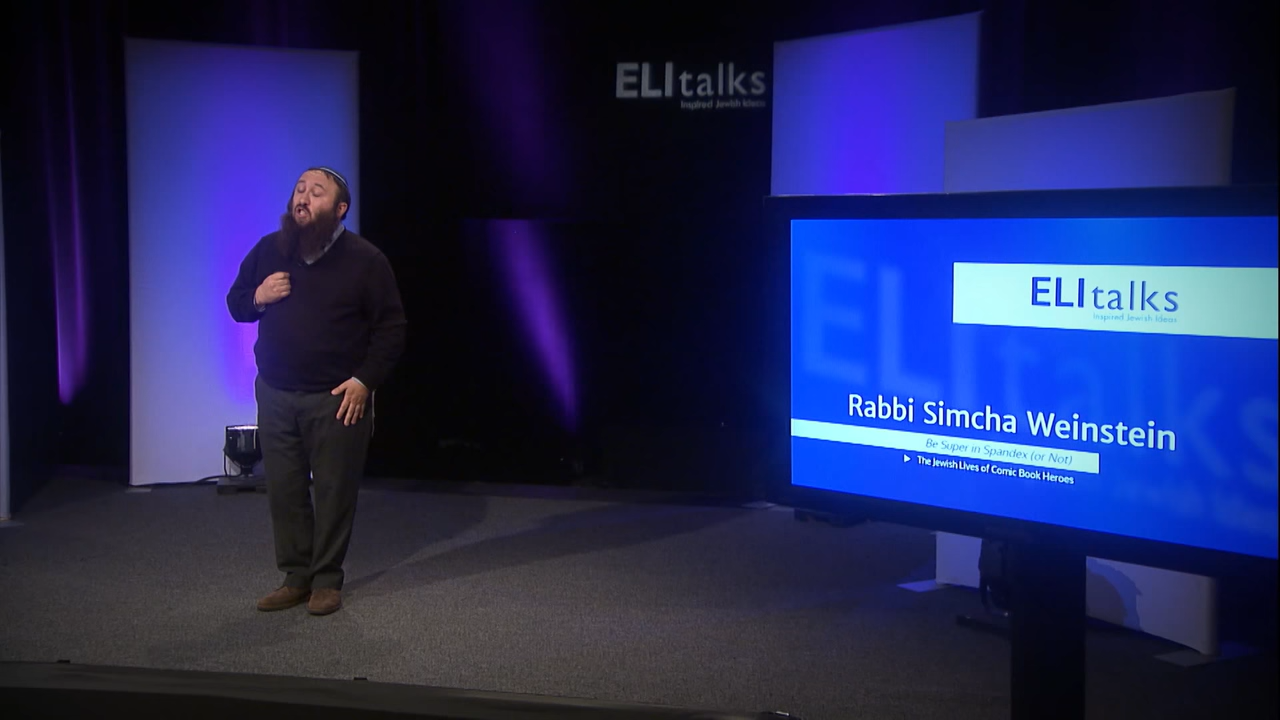 ELItalks
Inspired Jewish Ideas
ELItalks
Inspired Jewish Ideas
ELItalks
Rabbi Simcha Weinstein
Be Super in Spandex (or Not)
The Jewish Lives of Comic Book Heroes